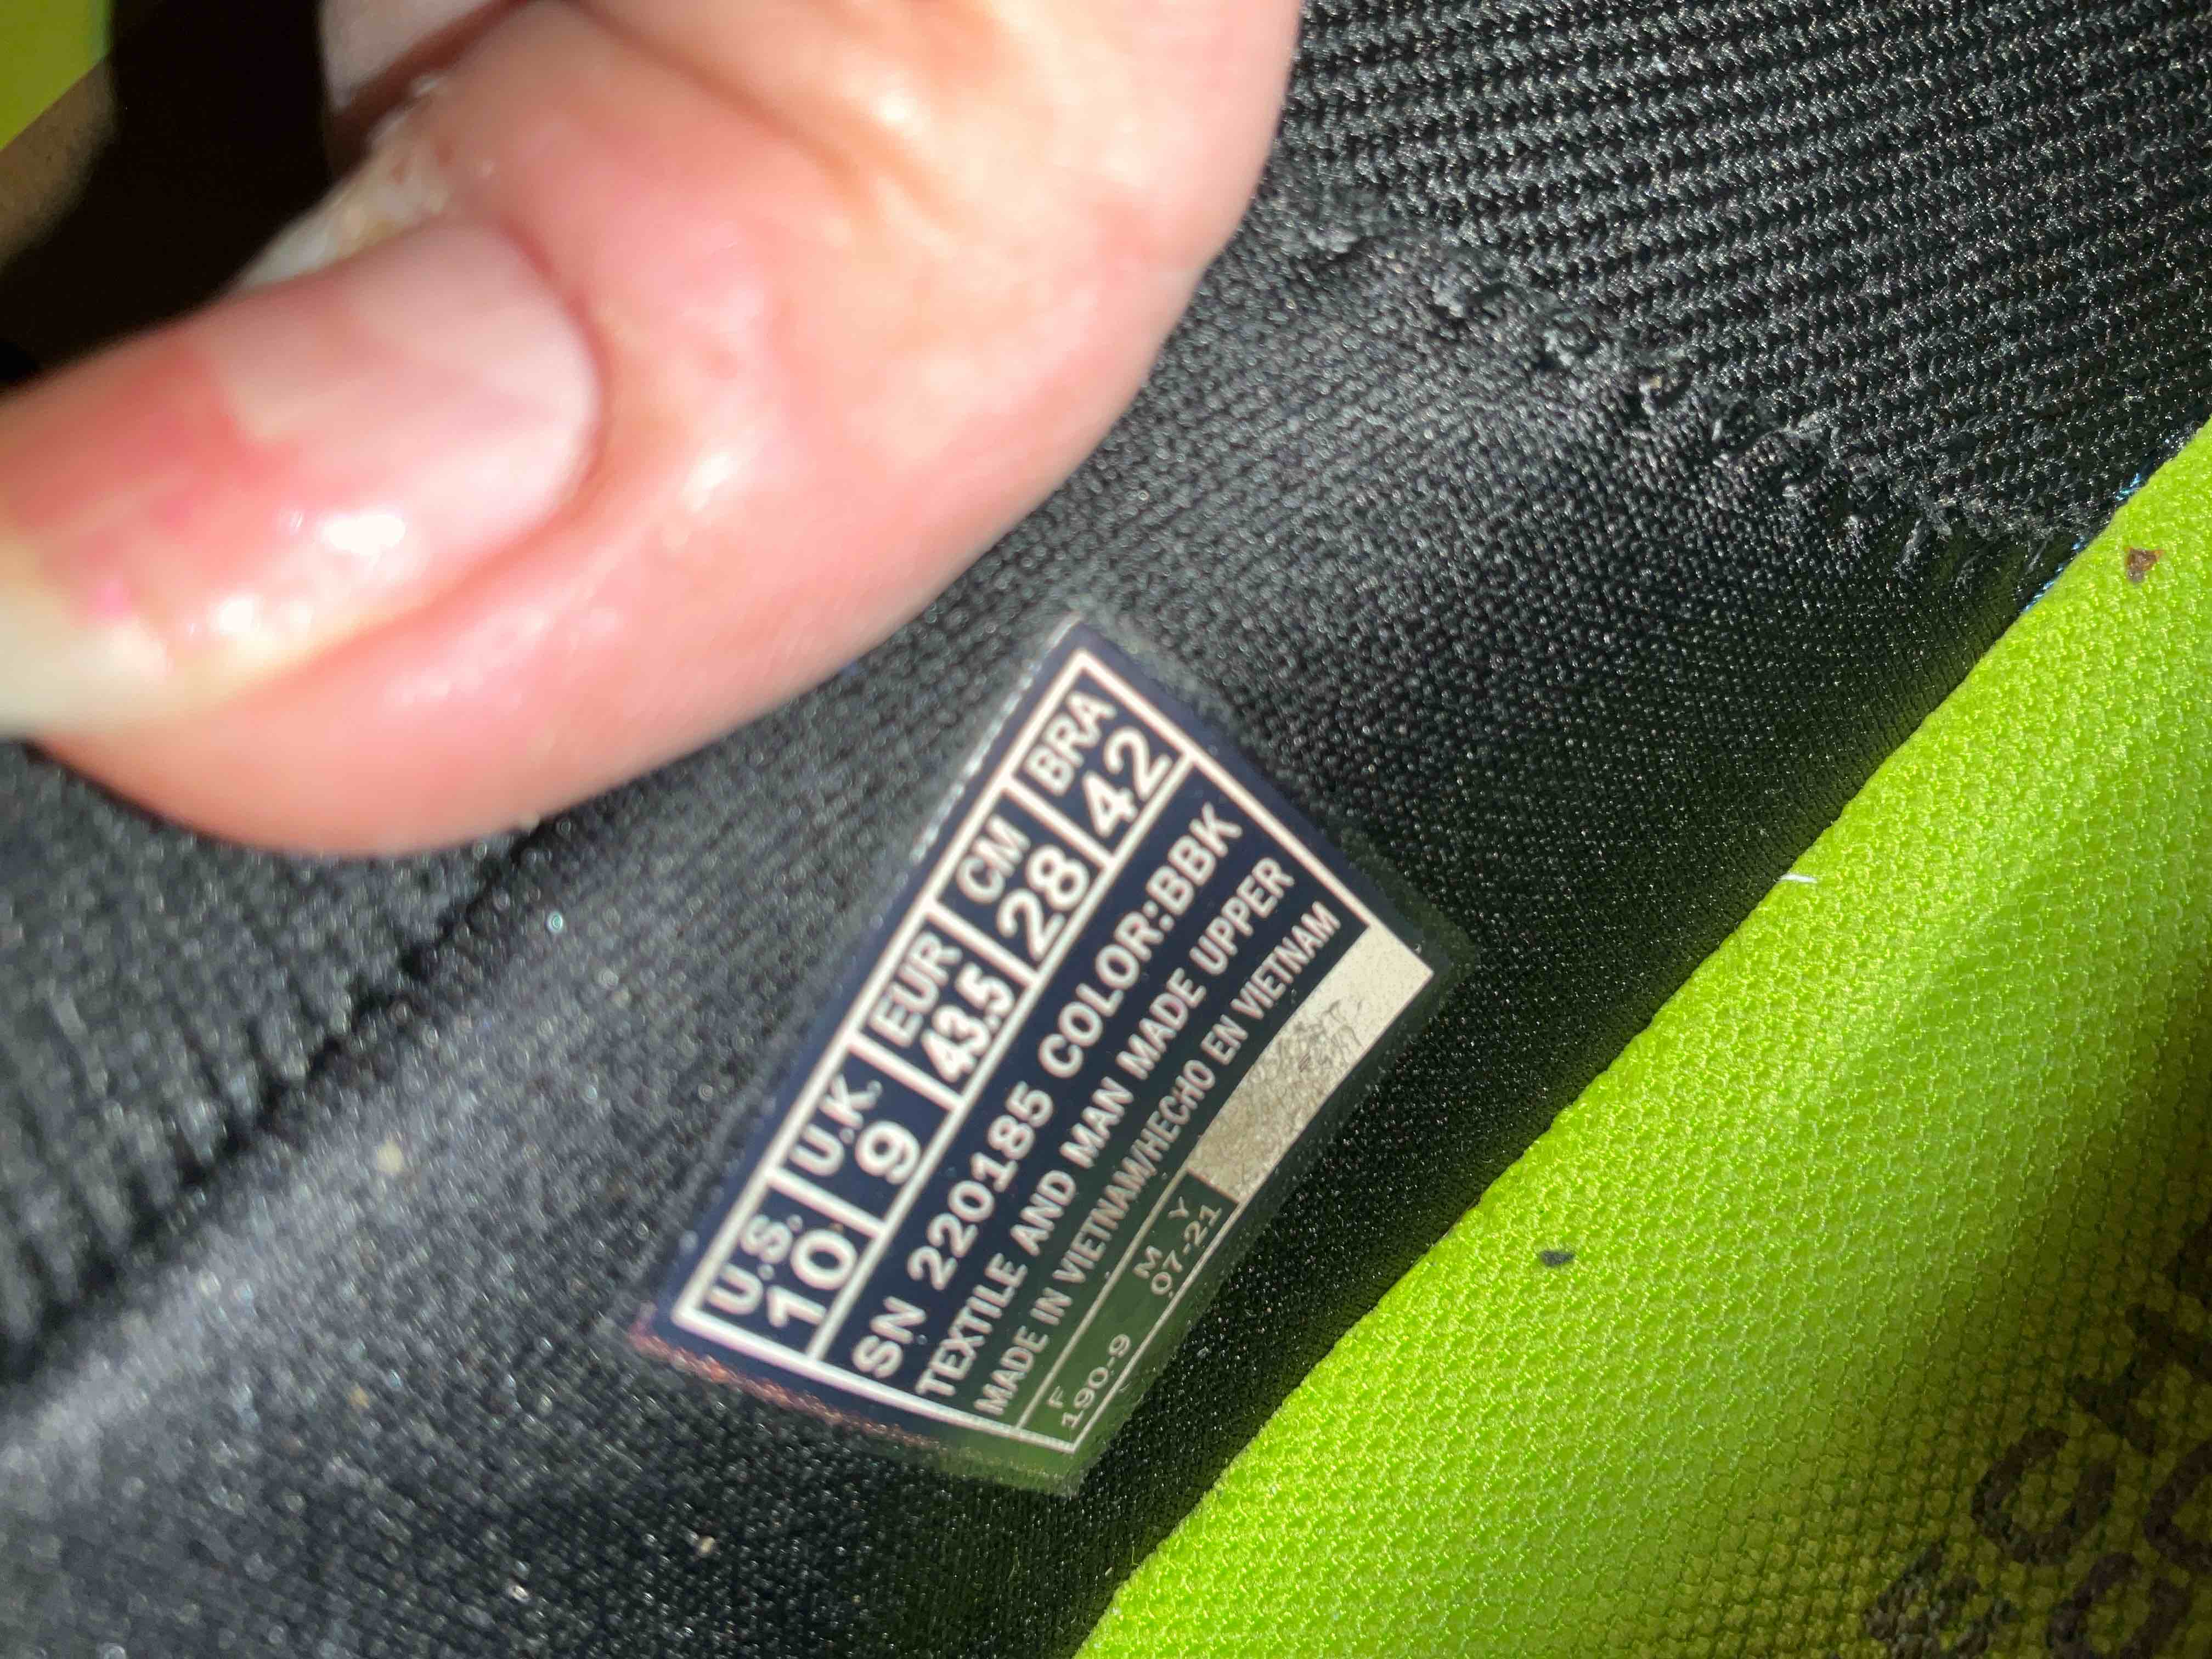 U.S. U.K. EUR CM BRA
10 9 43.5 28 42
SN 220185 COLOR:BBK
TEXTILE AND MAN MADE UPPER
MADE IN VIETNAM/HECHO EN VIETNAM
F M Y
190-9 07-21